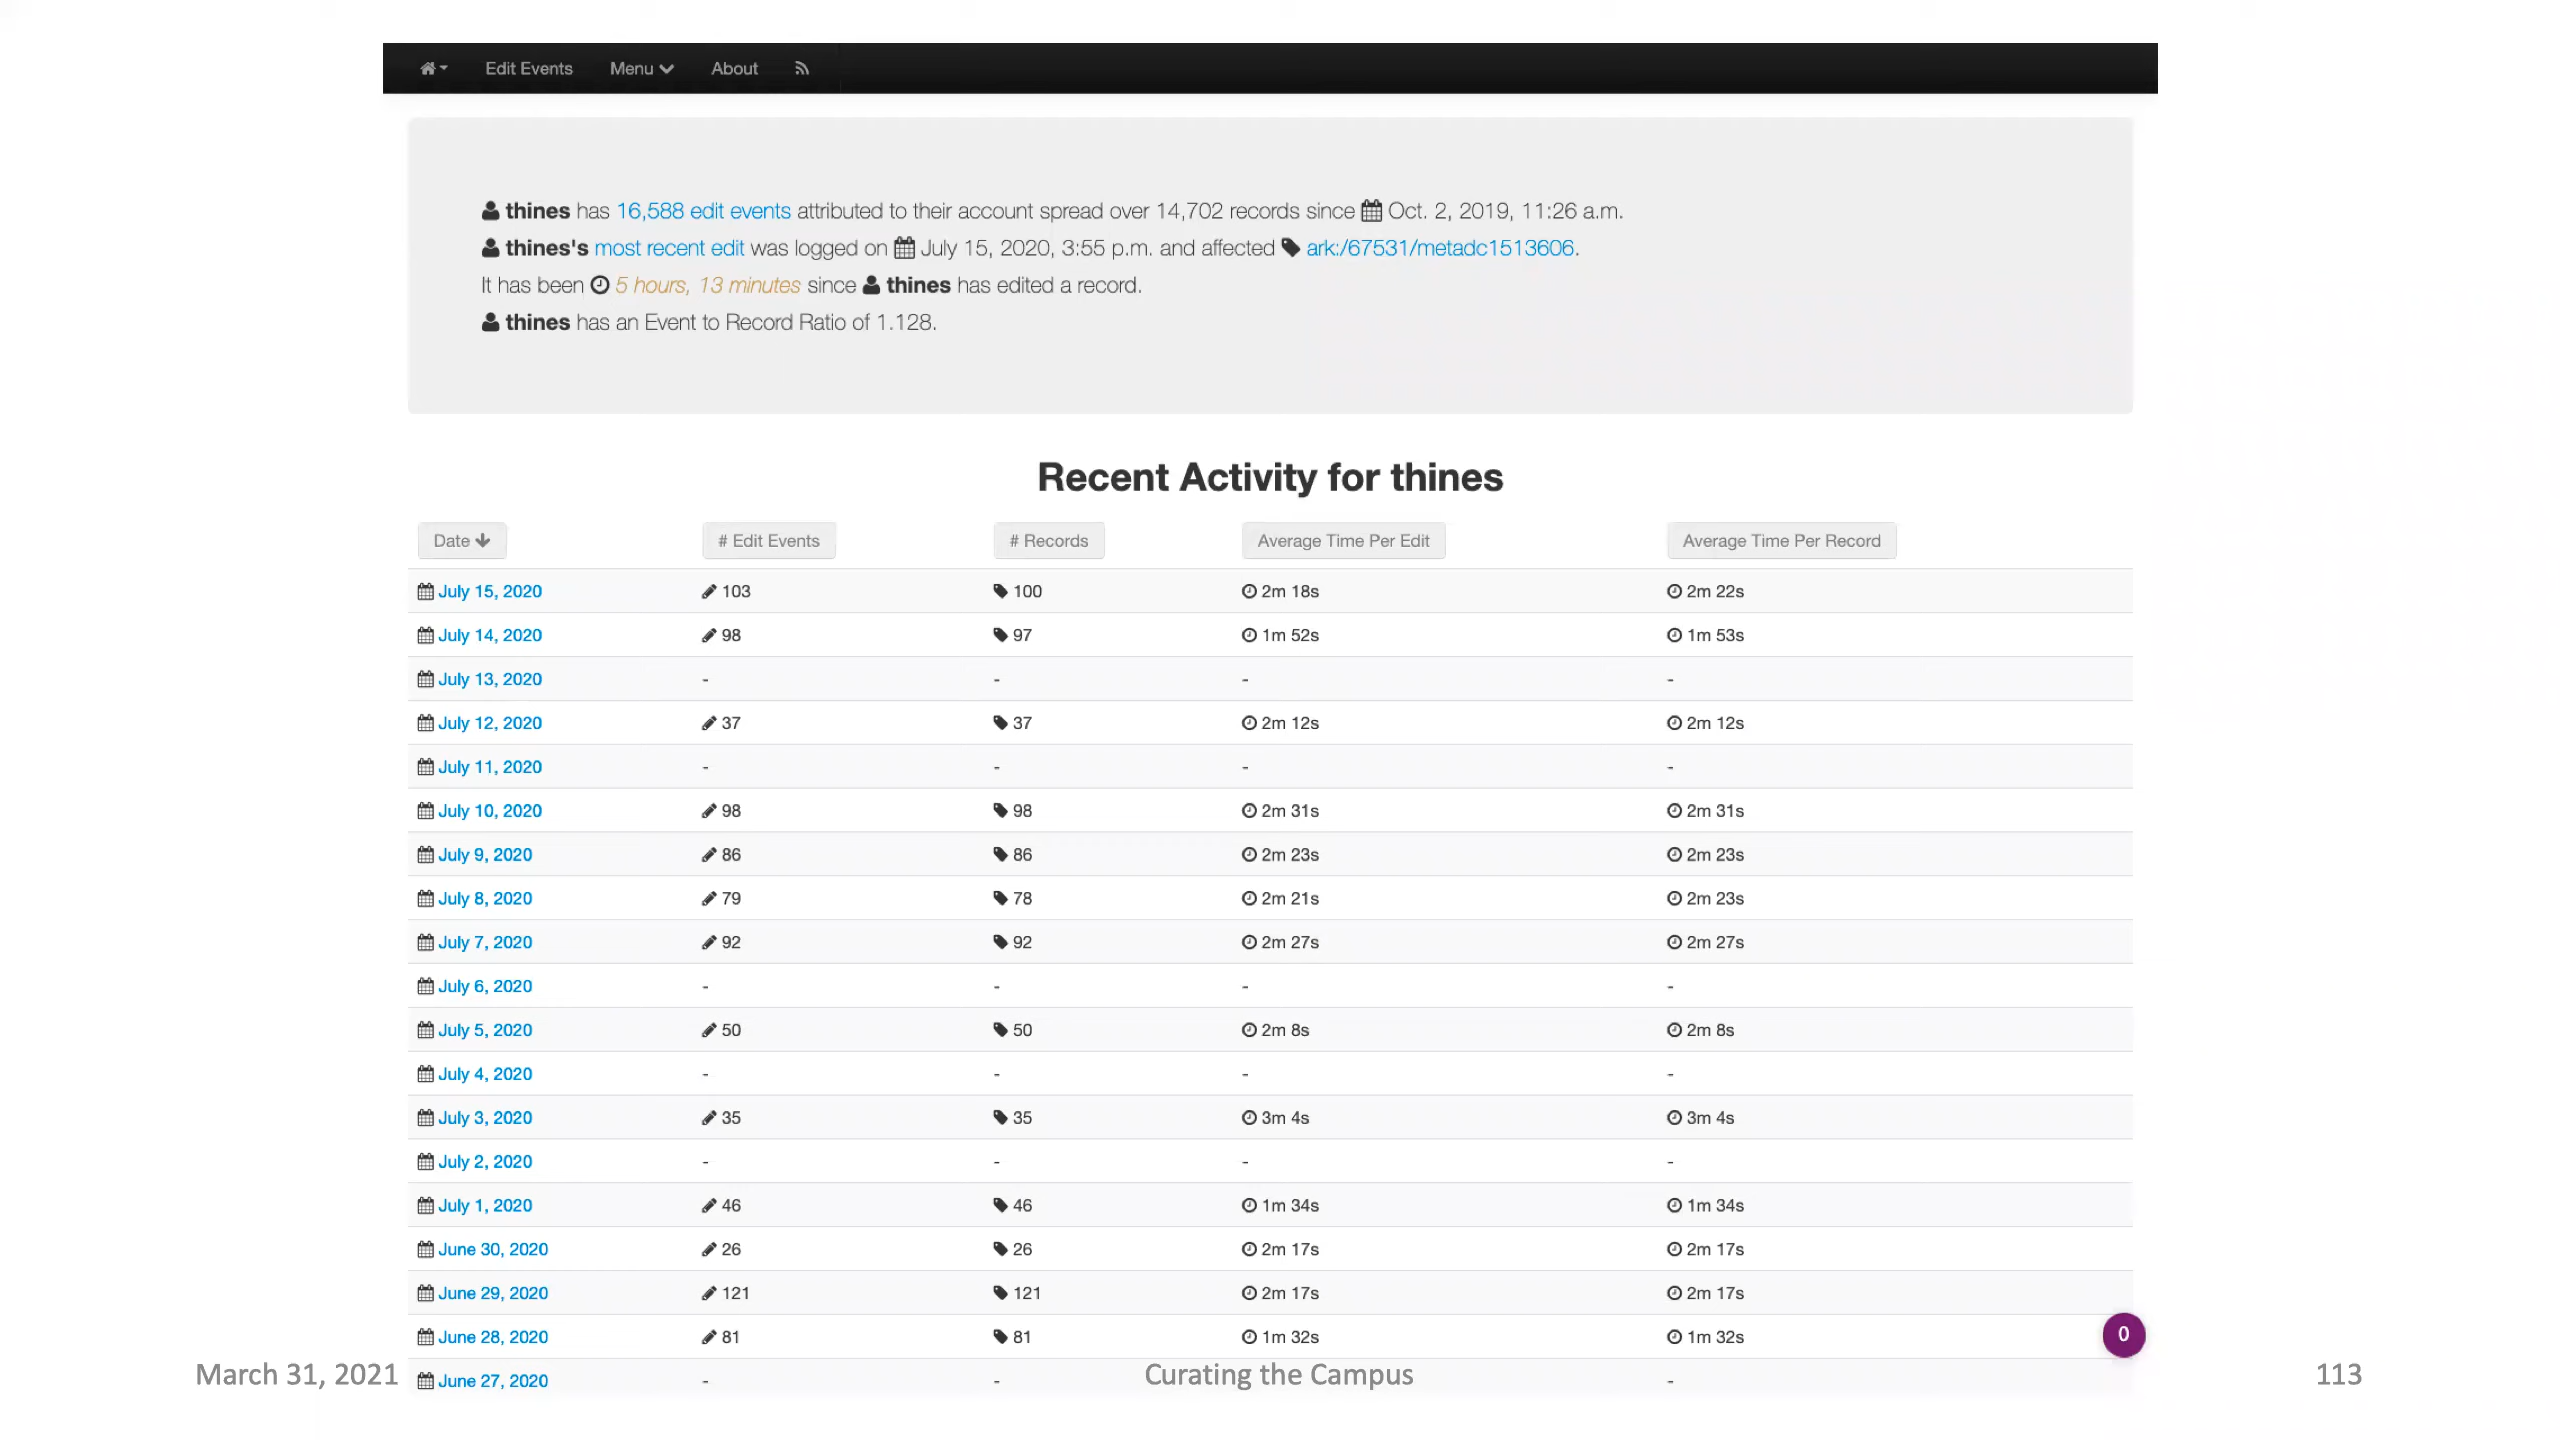 Edit Events Menu About
thines has 16,588 edit events attributed to their account spread over 14,702 records since Oct. 2, 2019, 11:26 a.m.
thines's most recent edit was logged on July 15, 2020, 3:55 p.m. and affected ark:/67531/metadc1513606.
It has been 5 hours, 13 minutes since thines has edited a record.
thines has an Event to Record Ratio of 1.128.
Recent Activity for thines
Date # Edit Events # Records Average Time Per Edit Average Time Per Record
July 15, 2020 103 100 2m 18s 2m 22s
July 14, 2020 98 97 1m 52s 1m 53s
July 13, 2020 - - - -
July 12, 2020 37 37 2m 12s 2m 12s
July 11, 2020 - - - -
July 10, 2020 98 98 2m 31s 2m 31s
July 9, 2020 86 86 2m 23s 2m 23s
July 8, 2020 79 78 2m 21s 2m 23s
July 7, 2020 92 92 2m 27s 2m 27s
July 6, 2020 - - - -
July 5, 2020 50 50 2m 8s 2m 8s
July 4, 2020 - - - -
July 3, 2020 35 35 3m 4s 3m 4s
July 2, 2020 - - - -
July 1, 2020 46 46 1m 34s 1m 34s
June 30, 2020 26 26 2m 17s 2m 17s
June 29, 2020 121 121 2m 17s 2m 17s
June 28, 2020 81 81 1m 32s 1m 32s
0
June 27, 2020 - - -
March 31, 2021 Curating the Campus 113